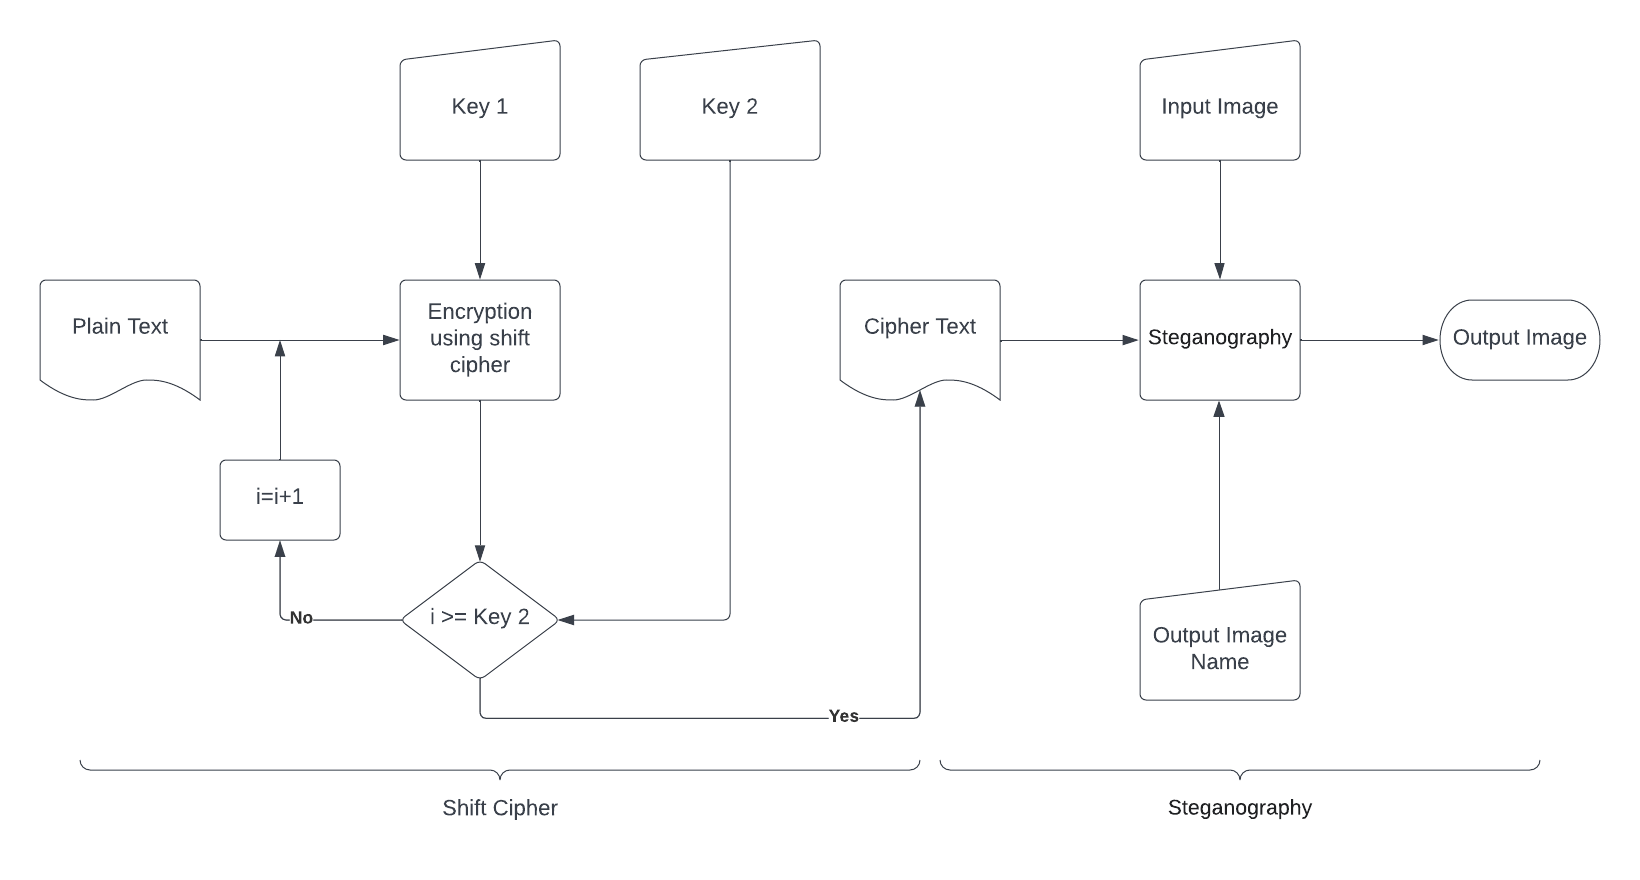 Key 1
Key 2
Input Image
Plain Text
Encryption
using shift
cipher
Cipher Text
Steganography
Output Image
i=i+1
No
i >= Key 2
Output Image
Name
Yes
Shift Cipher
Steganography